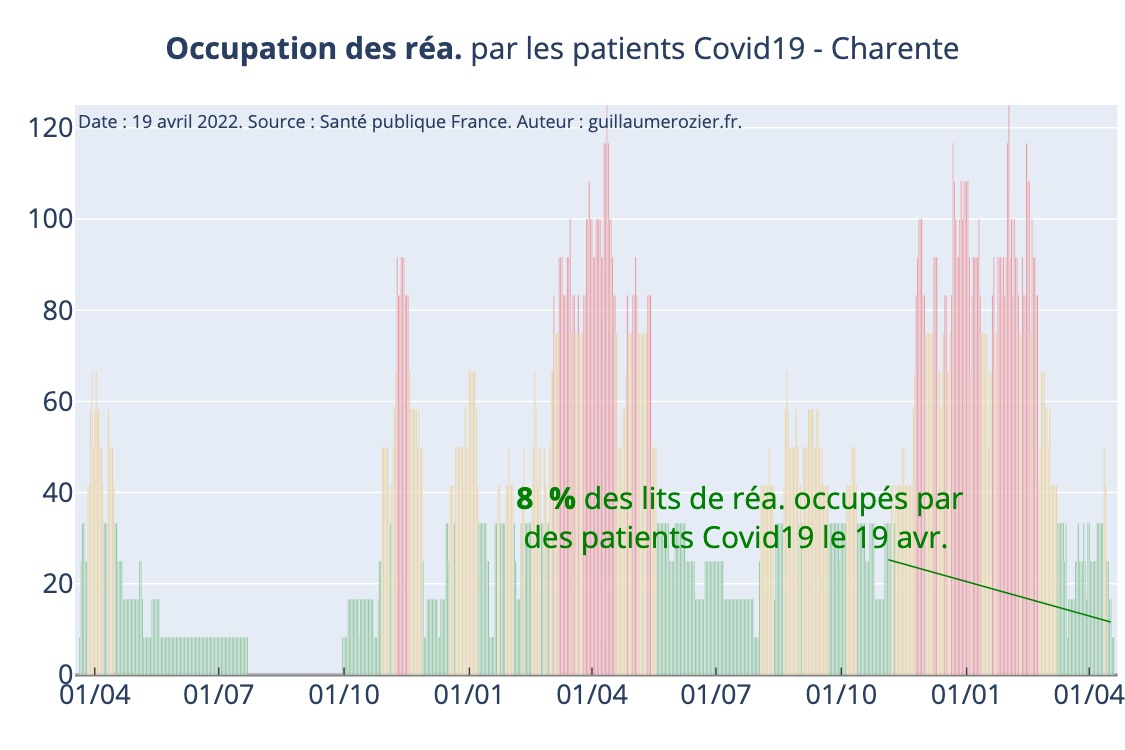 Occupation des réa. par les patients Covid19 - Charente
Date : 19 avril 2022. Source : Santé publique France. Auteur : guillaumerozier.fr.
120
100
80
60
40
20
0
8 % des lits de réa. occupés par
des patients Covid19 le 19 avr.
01/04 01/07 01/10 01/01 01/04 01/07 01/10 01/01 01/04